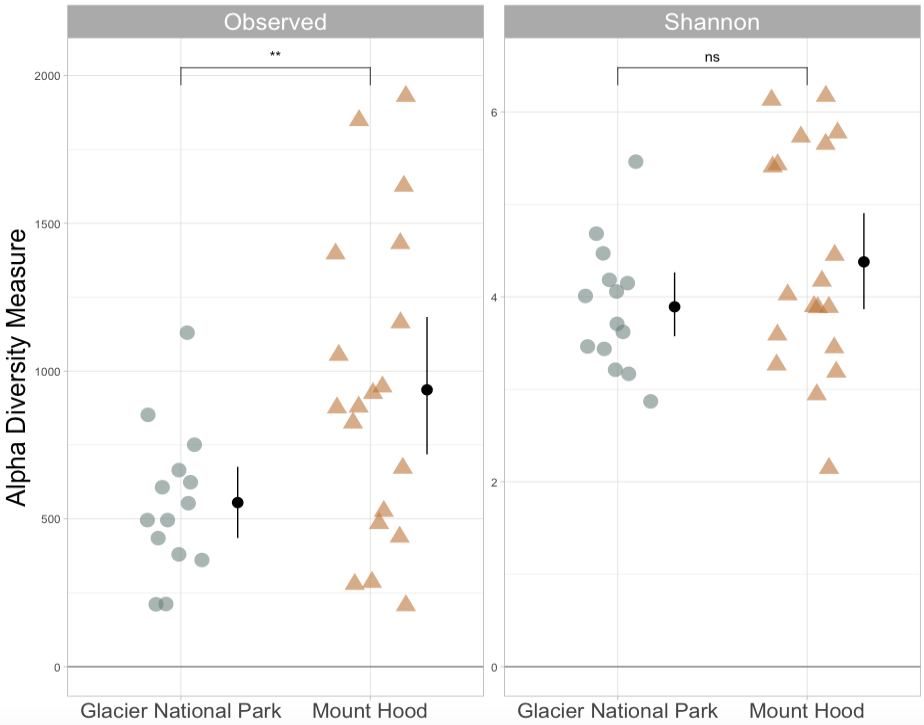 Observed
Shannon
**
ns
Alpha Diversity Measure
2000
1500
1000
500
0
6
4
2
0
Glacier National Park
Mount Hood
Glacier National Park
Mount Hood